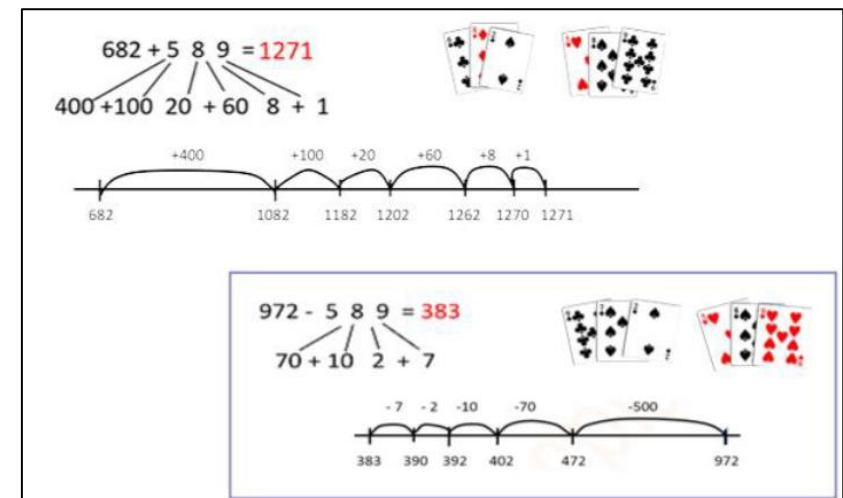 682 + 5 8 9 = 1271
400 +100 20 + 60 8 + 1
+400 +100 +20 +60 +8 +1
682 1082 1182 1202 1262 1270 1271
972 - 5 8 9 = 383
70 + 10 2 + 7
- 7 - 2 -10 -70 -500
383 390 392 402 472 972